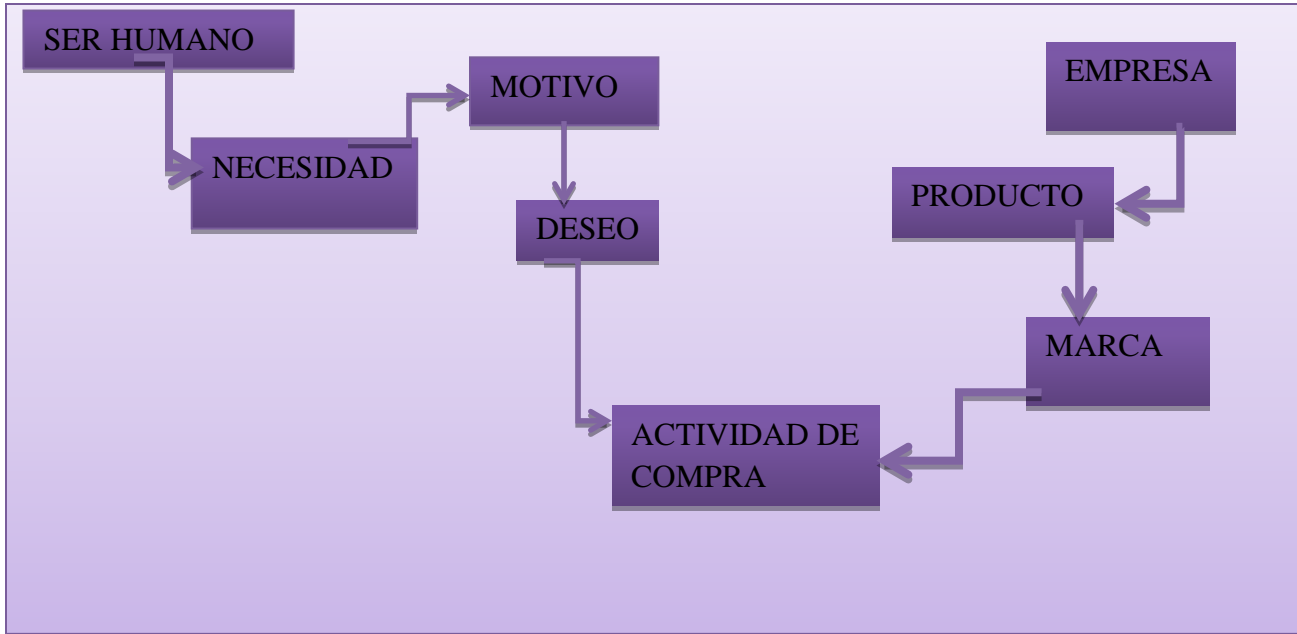 SER HUMANO
EMPRESA
MOTIVO
NECESIDAD
PRODUCTO
DESEO
MARCA
ACTIVIDAD DE
COMPRA